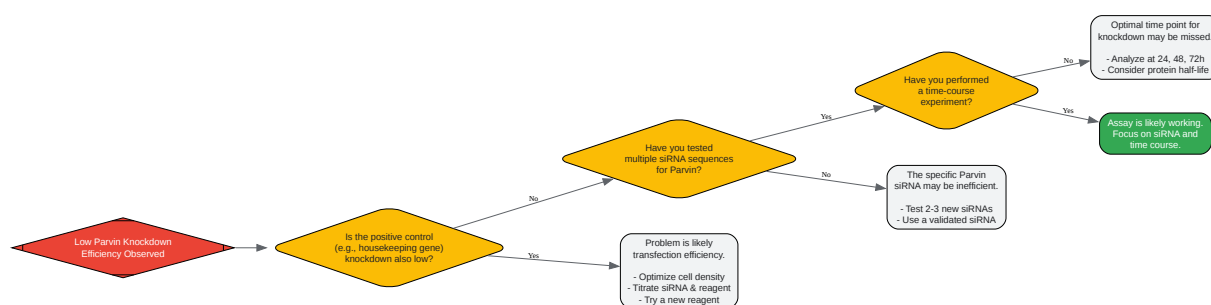 Low Parvin Knockdown
Efficiency Observed
Is the positive control
(e.g., housekeeping gene)
knockdown also low?
Yes
Problem is likely
transfection efficiency.
- Optimize cell density
- Titrate siRNA & reagent
- Try a new reagent
No
Have you tested
multiple siRNA sequences
for Parvin?
No
The specific Parvin
siRNA may be inefficient.
- Test 2-3 new siRNAs
- Use a validated siRNA
Yes
Have you performed
a time-course
experiment?
No
Optimal time point for
knockdown may be missed.
- Analyze at 24, 48, 72h
- Consider protein half-life
Yes
Assay is likely working.
Focus on siRNA and
time course.